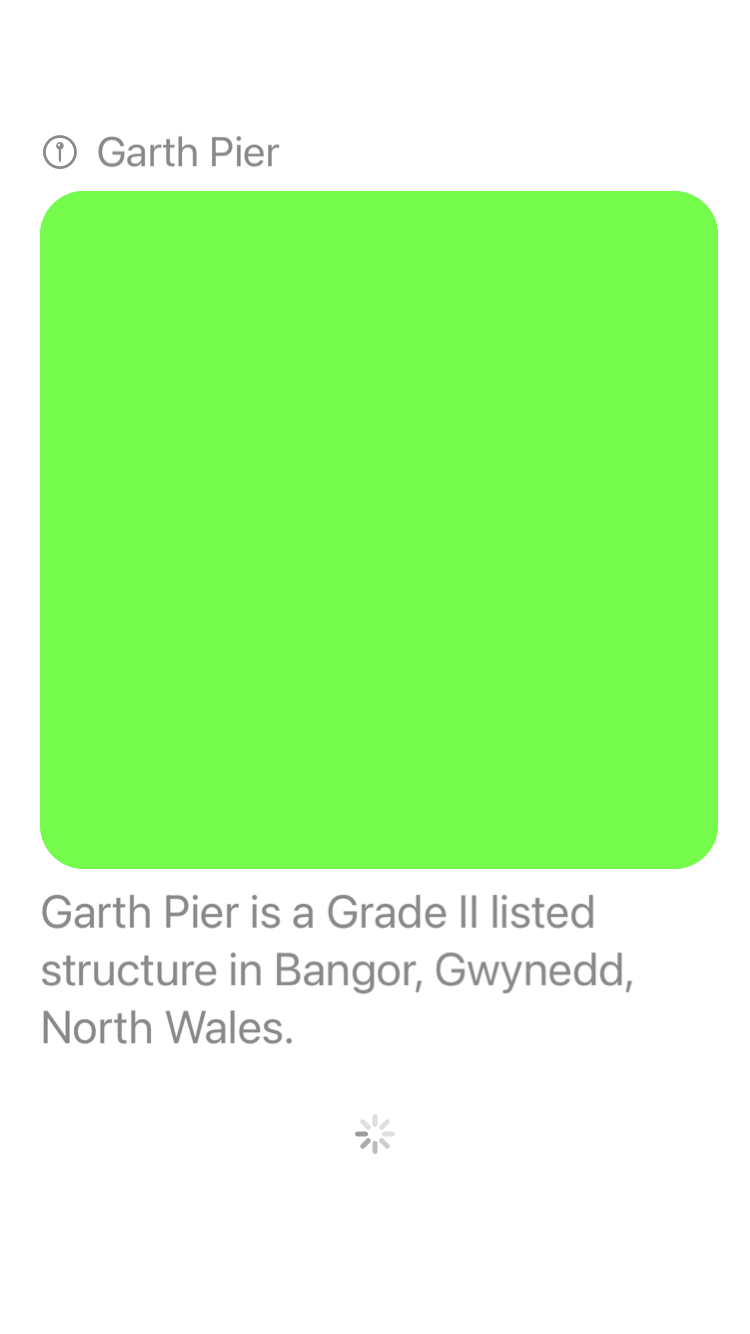 Garth Pier
Garth Pier is a Grade II listed
structure in Bangor, Gwynedd,
North Wales.